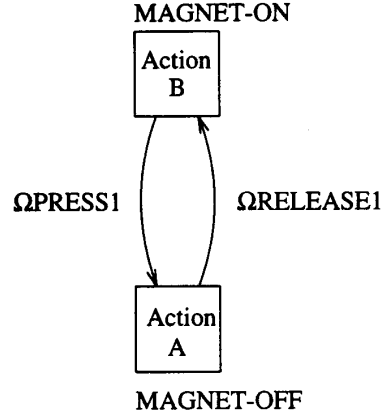 MAGNET-ON
Action
B
ΩPRESS1
ΩRELEASE1
Action
A
MAGNET-OFF